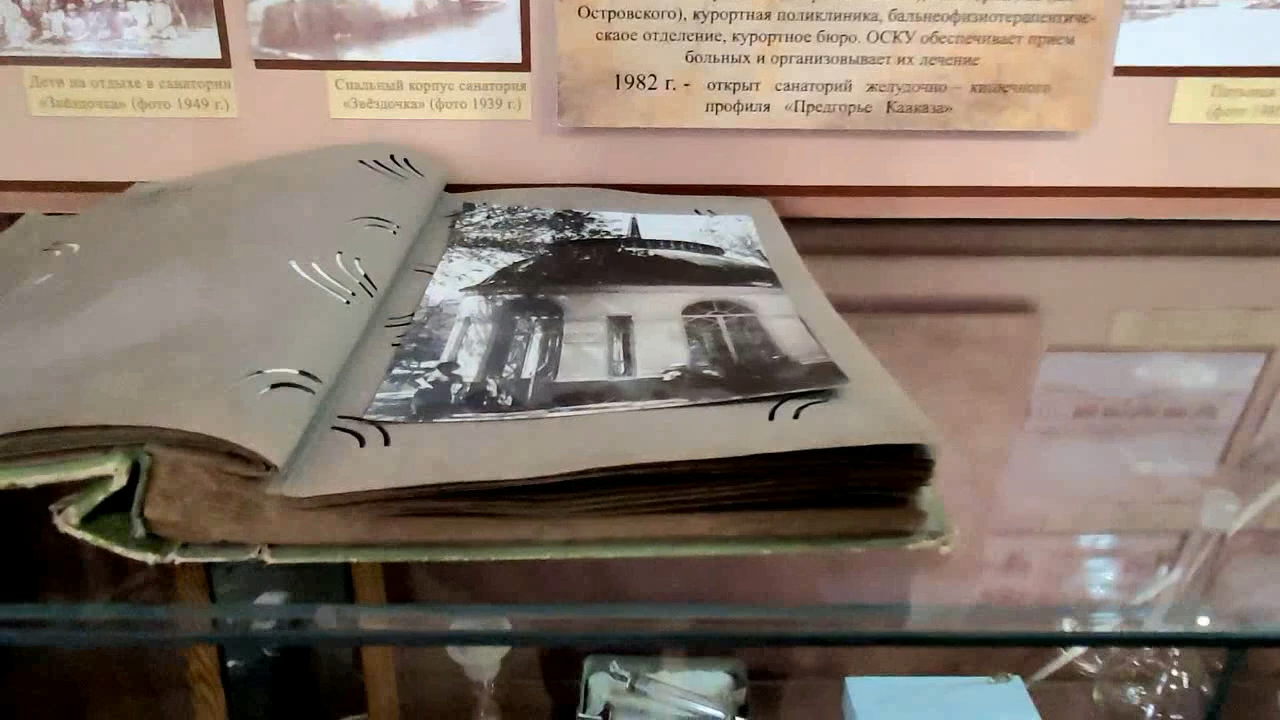 Дети на отдыхе в санатории
«Звёздочка» (фото 1949 г.)
Спальный корпус санатория
«Звёздочка» (фото 1939 г.)
Островского), курортная поликлиника, бальнеофизиотерапевтиче-
скаое отделение, курортное бюро. ОСКУ обеспечивает прием
больных и организовывает их лечение
1982 г. - открыт санаторий желудочно – кишечного
профиля «Предгорье Кавказа»